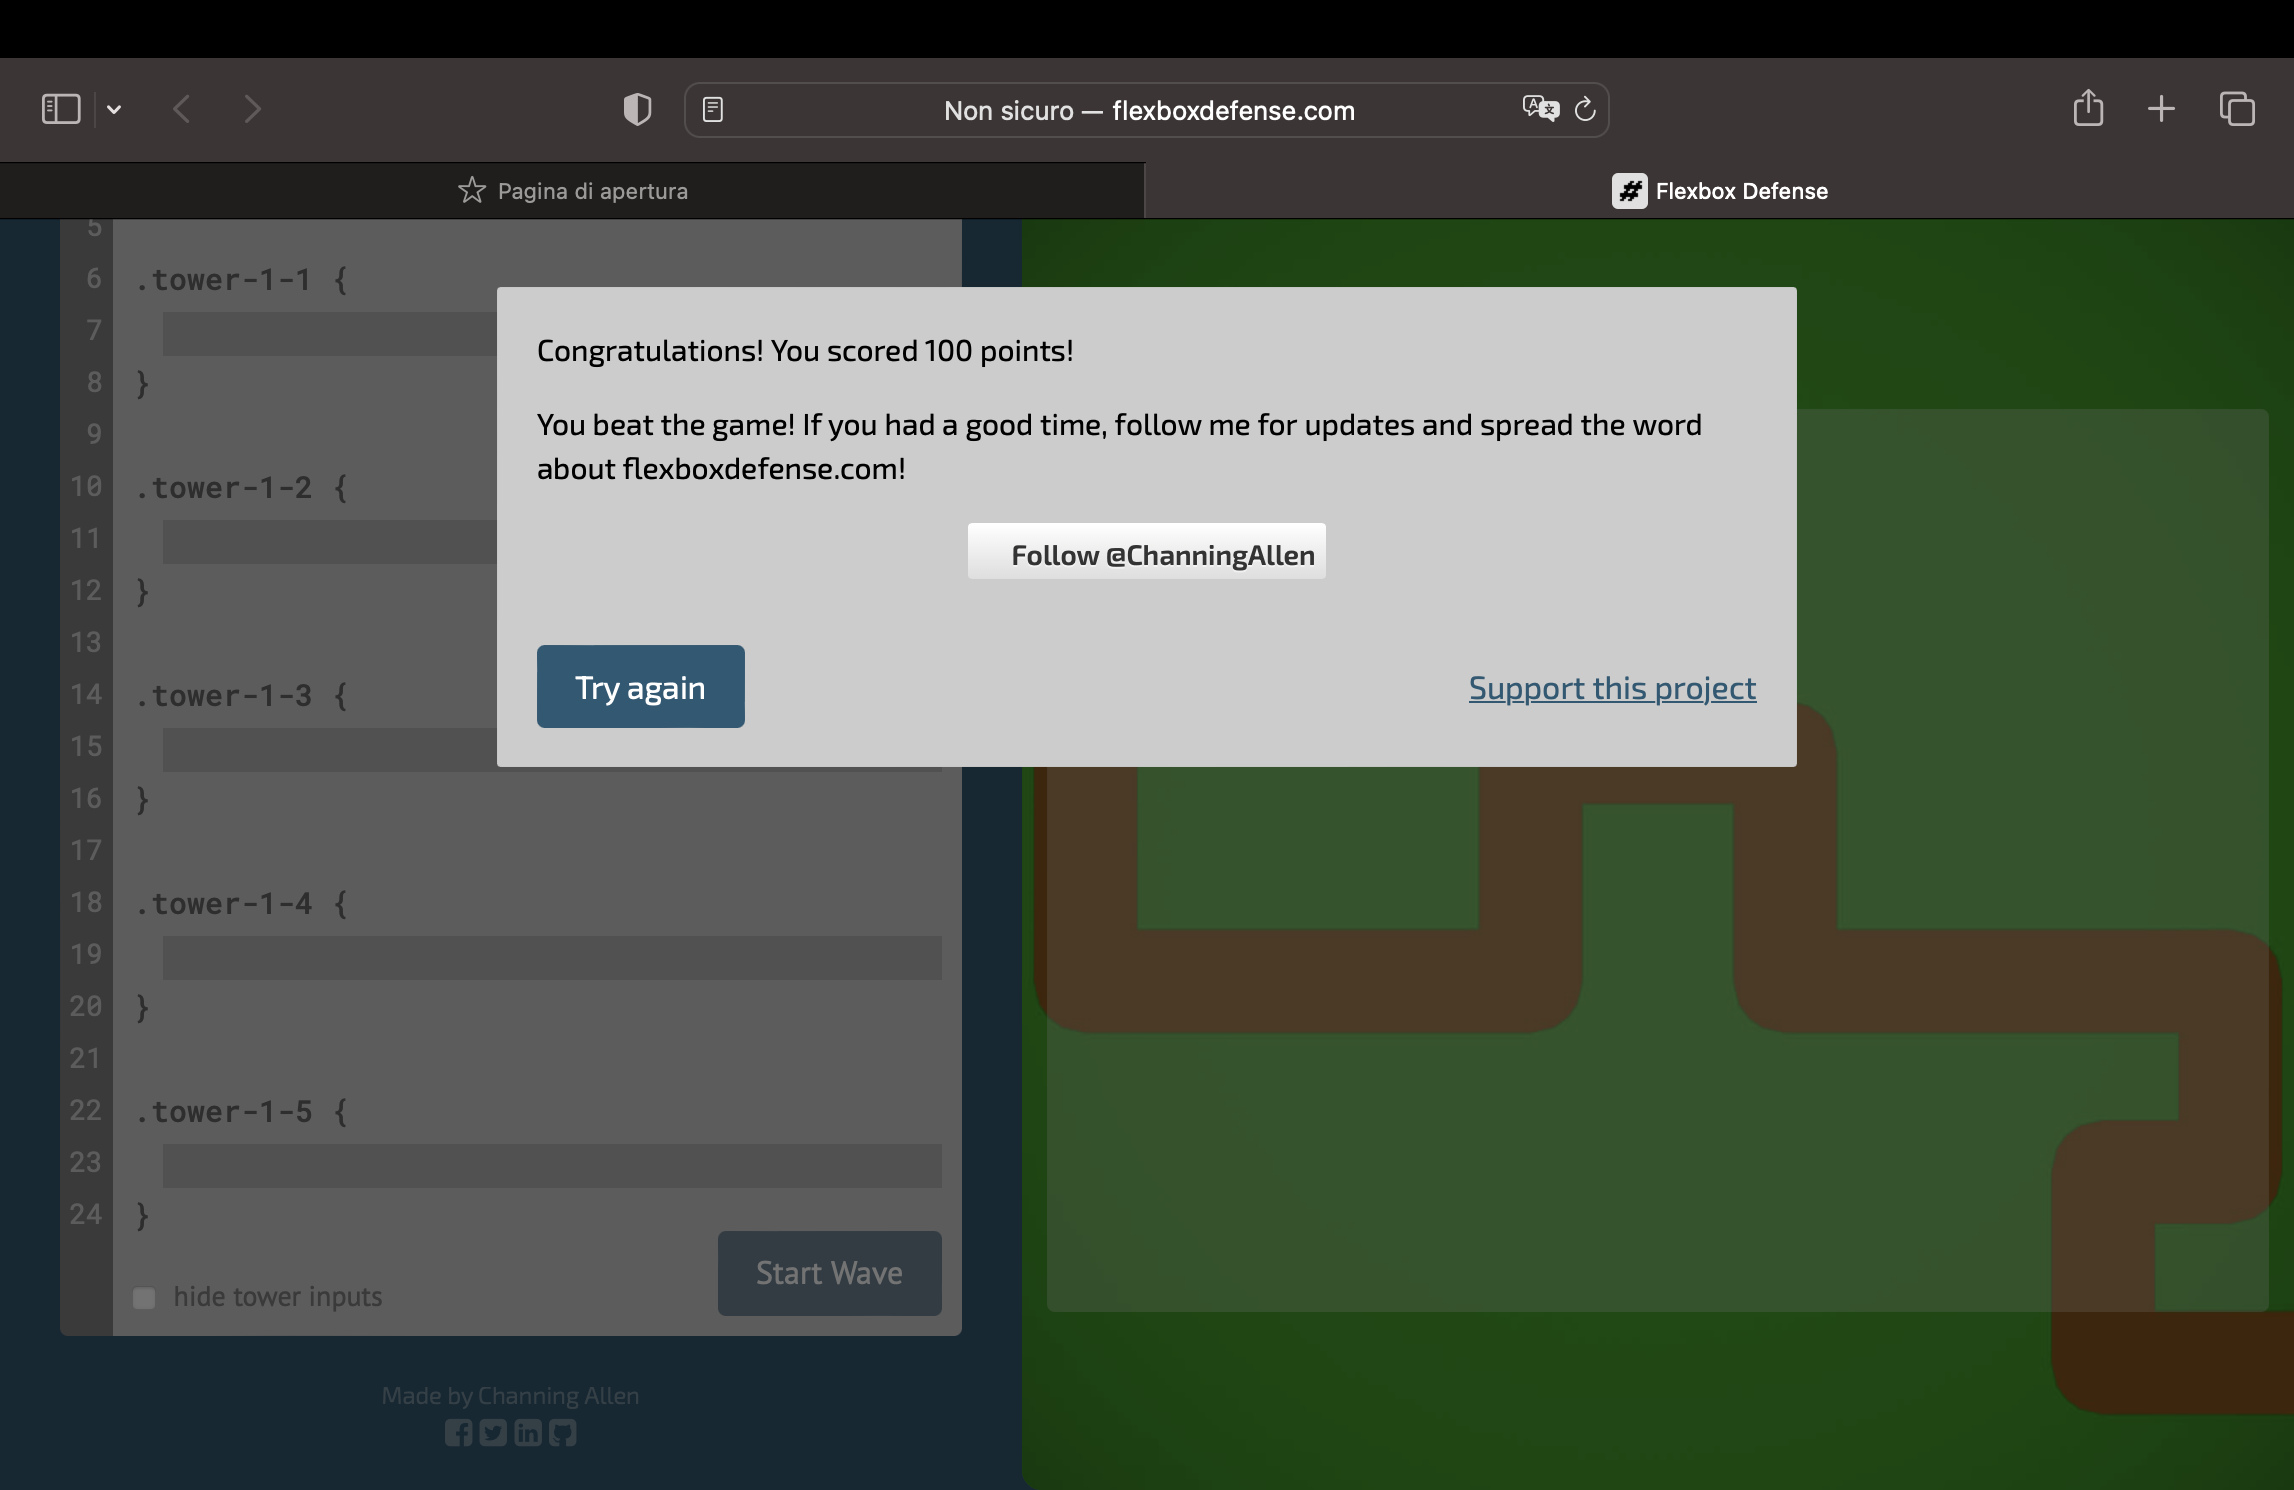 Non sicuro — flexboxdefense.com
Pagina di apertura
Flexbox Defense
5
6 .tower-1-1 {
7
8 }
9
10 .tower-1-2 {
11
12 }
13
14 .tower-1-3 {
15
16 }
17
18 .tower-1-4 {
19
20 }
21
22 .tower-1-5 {
23
24 }
hide tower inputs
Start Wave
Made by Channing Allen
Congratulations! You scored 100 points!
You beat the game! If you had a good time, follow me for updates and spread the word
about flexboxdefense.com!
Follow @ChanningAllen
Try again
Support this project